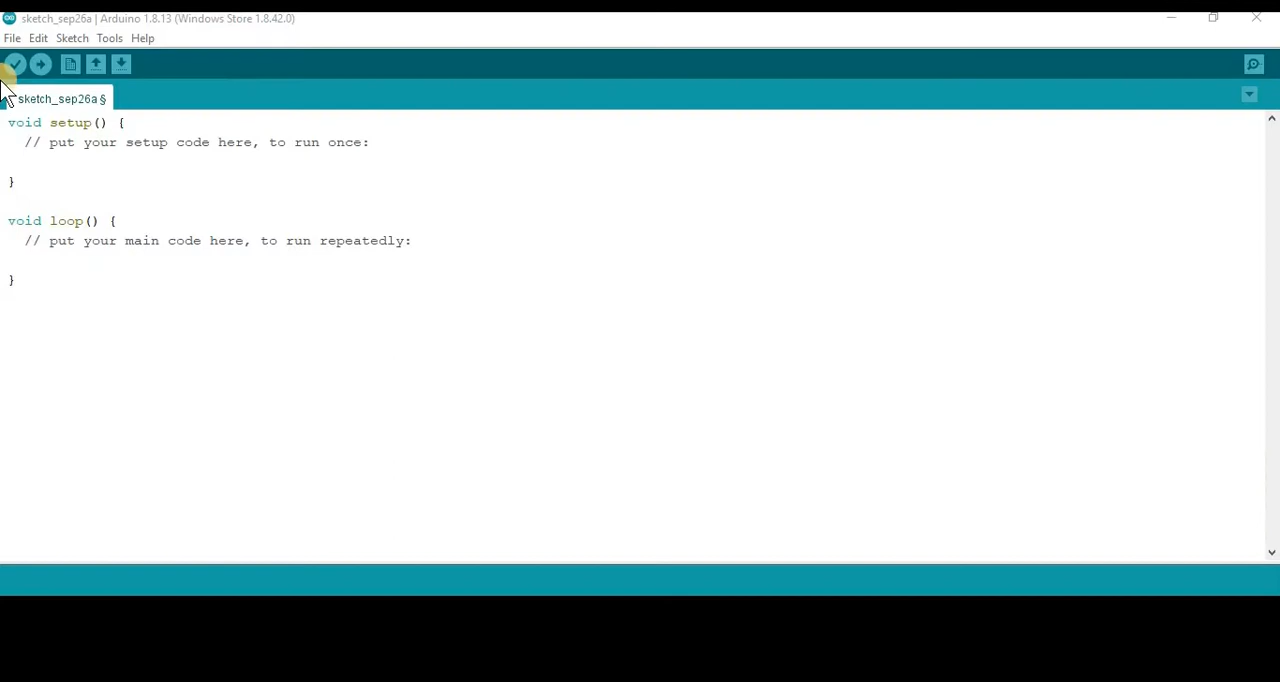 sketch_sep26a | Arduino 1.8.13 (Windows Store 1.8.42.0)
File Edit Sketch Tools Help
sketch_sep26a §
void setup() {
// put your setup code here, to run once:
}
void loop() {
// put your main code here, to run repeatedly:
}